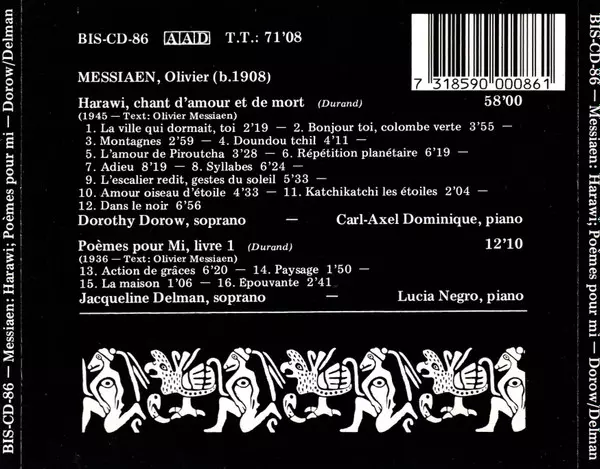 BIS-CD-86 AAD T.T.: 71'08
7 318590 000861
MESSIAEN, Olivier (b.1908)
Harawi, chant d'amour et de mort (Durand) 58'00
(1945 — Text: Olivier Messiaen)
1. La ville qui dormait, toi 2'19 — 2. Bonjour toi, colombe verte 3'55 —
3. Montagnes 2'59 — 4. Doundou tchil 4'11 —
5. L'amour de Piroutcha 3'28 — 6. Répétition planétaire 6'19 —
7. Adieu 8'19 — 8. Syllabes 6'24 —
9. L'escalier redit, gestes du soleil 5'33 —
10. Amour oiseau d'étoile 4'33 — 11. Katchikatchi les étoiles 2'04 —
12. Dans le noir 6'56
Dorothy Dorow, soprano — Carl-Axel Dominique, piano
Poèmes pour Mi, livre 1 (Durand) 12'10
(1936 — Text: Olivier Messiaen)
13. Action de grâces 6'20 — 14. Paysage 1'50 —
15. La maison 1'06 — 16. Épouvante 2'41
Jacqueline Delman, soprano — Lucia Negro, piano
BIS-CD-86 — Messiaen: Harawi; Poèmes pour mi — Dorow/Delman
BIS-CD-86 — Messiaen: Harawi; Poèmes pour mi — Dorow/Delman